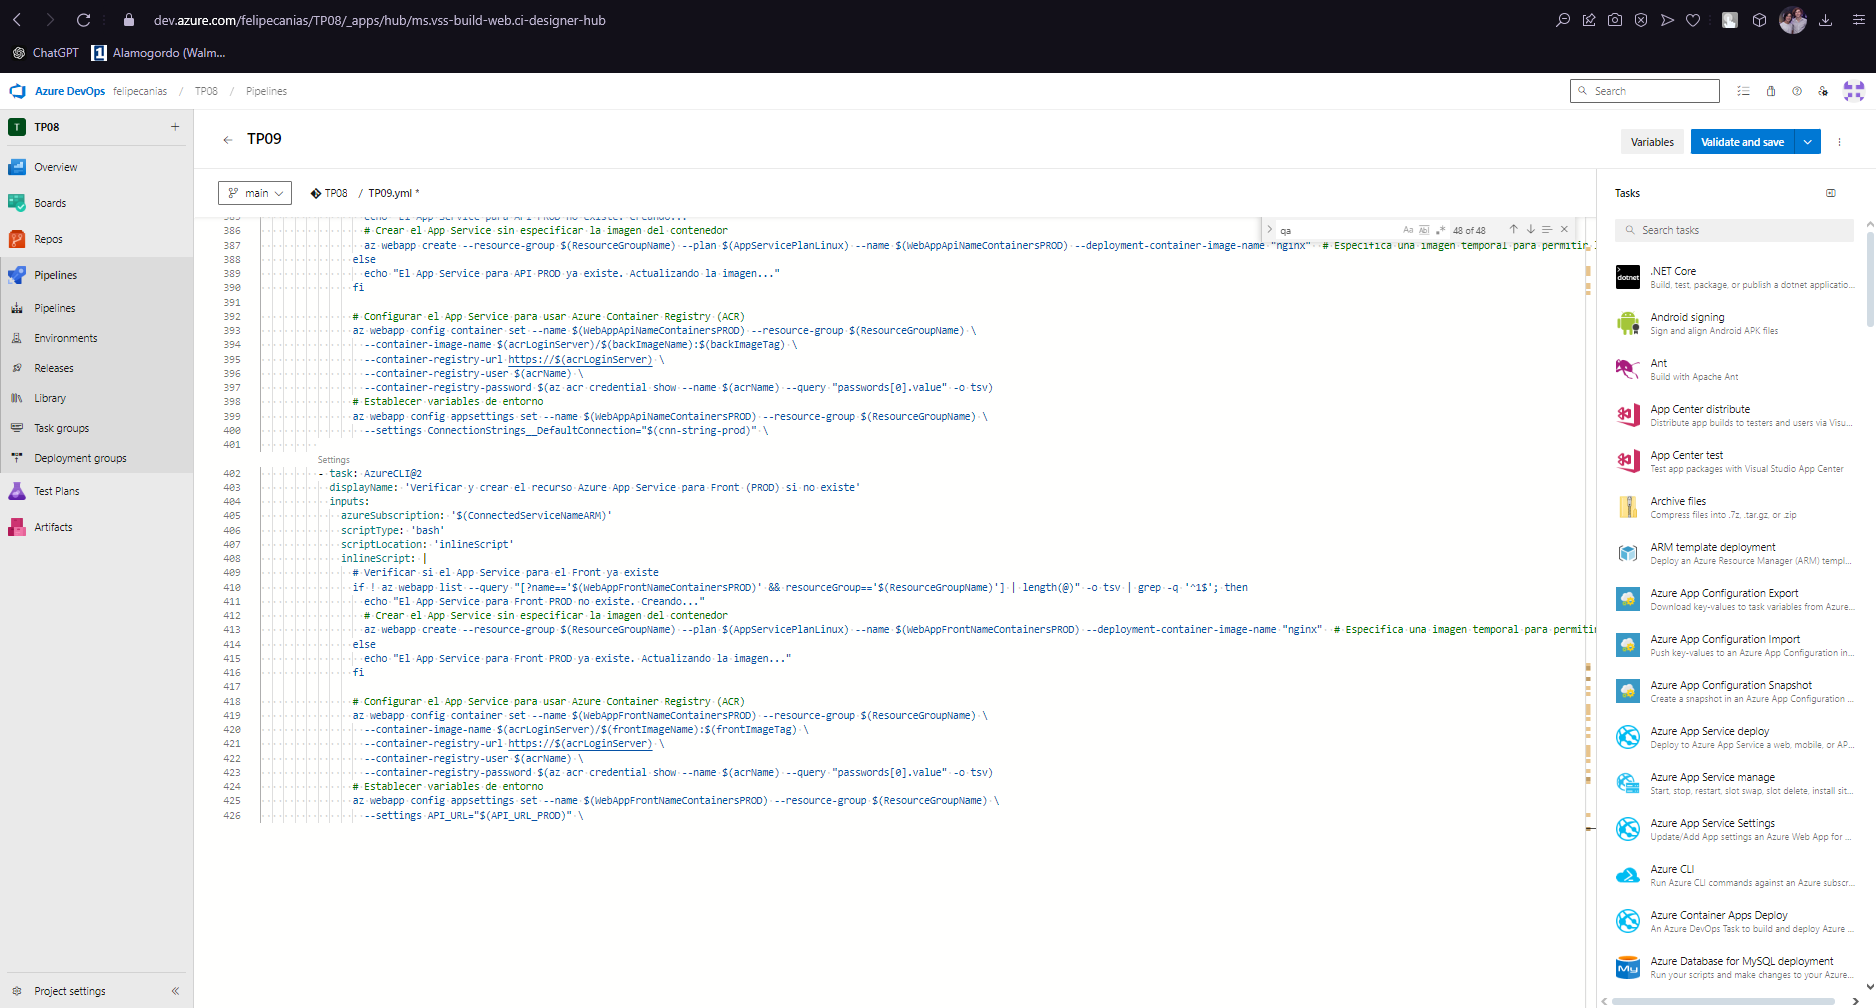 dev.azure.com/felipecanias/TP08/_apps/hub/ms.vss-build-web.ci-designer-hub
ChatGPT
Alamogordo (Walm...
Azure DevOps felipecanias / TP08 / Pipelines
Search
T TP08 +
Overview
Boards
Repos
Pipelines
Pipelines
Environments
Releases
Library
Task groups
Deployment groups
Test Plans
Artifacts
Project settings
TP09
Variables
Validate and save
main
TP08 / TP09.yml *
qa
48 of 48
385 echo "El App Service para API PROD no existe. Creando..."
386 # Crear el App Service sin especificar la imagen del contenedor
387 az webapp create --resource-group $(ResourceGroupName) --plan $(AppServicePlanLinux) --name $(WebAppApiNameContainersPROD) --deployment-container-image-name "nginx" # Especifica una imagen temporal para permitir
388 else
389 echo "El App Service para API PROD ya existe. Actualizando la imagen..."
390 fi
391
392 # Configurar el App Service para usar Azure Container Registry (ACR)
393 az webapp config container set --name $(WebAppApiNameContainersPROD) --resource-group $(ResourceGroupName) \
394 --container-image-name $(acrLoginServer)/$(backImageName):$(backImageTag) \
395 --container-registry-url https://$(acrLoginServer) \
396 --container-registry-user $(acrName) \
397 --container-registry-password $(az acr credential show --name $(acrName) --query "passwords[0].value" -o tsv)
398 # Establecer variables de entorno
399 az webapp config appsettings set --name $(WebAppApiNameContainersPROD) --resource-group $(ResourceGroupName) \
400 --settings ConnectionStrings__DefaultConnection="$(cnn-string-prod)" \
401
Settings
402 - task: AzureCLI@2
403 displayName: 'Verificar y crear el recurso Azure App Service para Front (PROD) si no existe'
404 inputs:
405 azureSubscription: '$(ConnectedServiceNameARM)'
406 scriptType: 'bash'
407 scriptLocation: 'inlineScript'
408 inlineScript: |
409 # Verificar si el App Service para el Front ya existe
410 if ! az webapp list --query "[?name=='$(WebAppFrontNameContainersPROD)' && resourceGroup=='$(ResourceGroupName)'] | length(@)" -o tsv | grep -q '^1$'; then
411 echo "El App Service para Front PROD no existe. Creando..."
412 # Crear el App Service sin especificar la imagen del contenedor
413 az webapp create --resource-group $(ResourceGroupName) --plan $(AppServicePlanLinux) --name $(WebAppFrontNameContainersPROD) --deployment-container-image-name "nginx" # Especifica una imagen temporal para permitir
414 else
415 echo "El App Service para Front PROD ya existe. Actualizando la imagen..."
416 fi
417
418 # Configurar el App Service para usar Azure Container Registry (ACR)
419 az webapp config container set --name $(WebAppFrontNameContainersPROD) --resource-group $(ResourceGroupName) \
420 --container-image-name $(acrLoginServer)/$(frontImageName):$(frontImageTag) \
421 --container-registry-url https://$(acrLoginServer) \
422 --container-registry-user $(acrName) \
423 --container-registry-password $(az acr credential show --name $(acrName) --query "passwords[0].value" -o tsv)
424 # Establecer variables de entorno
425 az webapp config appsettings set --name $(WebAppFrontNameContainersPROD) --resource-group $(ResourceGroupName) \
426 --settings API_URL="$(API_URL_PROD)" \
Tasks
Search tasks
.NET Core
Build, test, package, or publish a dotnet applicatio...
Android signing
Sign and align Android APK files
Ant
Build with Apache Ant
App Center distribute
Distribute app builds to testers and users via Visu...
App Center test
Test app packages with Visual Studio App Center
Archive files
Compress files into .7z, .tar.gz, or .zip
ARM template deployment
Deploy an Azure Resource Manager (ARM) templ...
Azure App Configuration Export
Download key-values to task variables from Azure...
Azure App Configuration Import
Push key-values to an Azure App Configuration in...
Azure App Configuration Snapshot
Create a snapshot in an Azure App Configuration ...
Azure App Service deploy
Deploy to Azure App Service a web, mobile, or AP...
Azure App Service manage
Start, stop, restart, slot swap, slot delete, install sit...
Azure App Service Settings
Update/Add App settings an Azure Web App for ...
Azure CLI
Run Azure CLI commands against an Azure subscr...
Azure Container Apps Deploy
An Azure DevOps Task to build and deploy Azure ...
Azure Database for MySQL deployment
Run your scripts and make changes to your Azure...